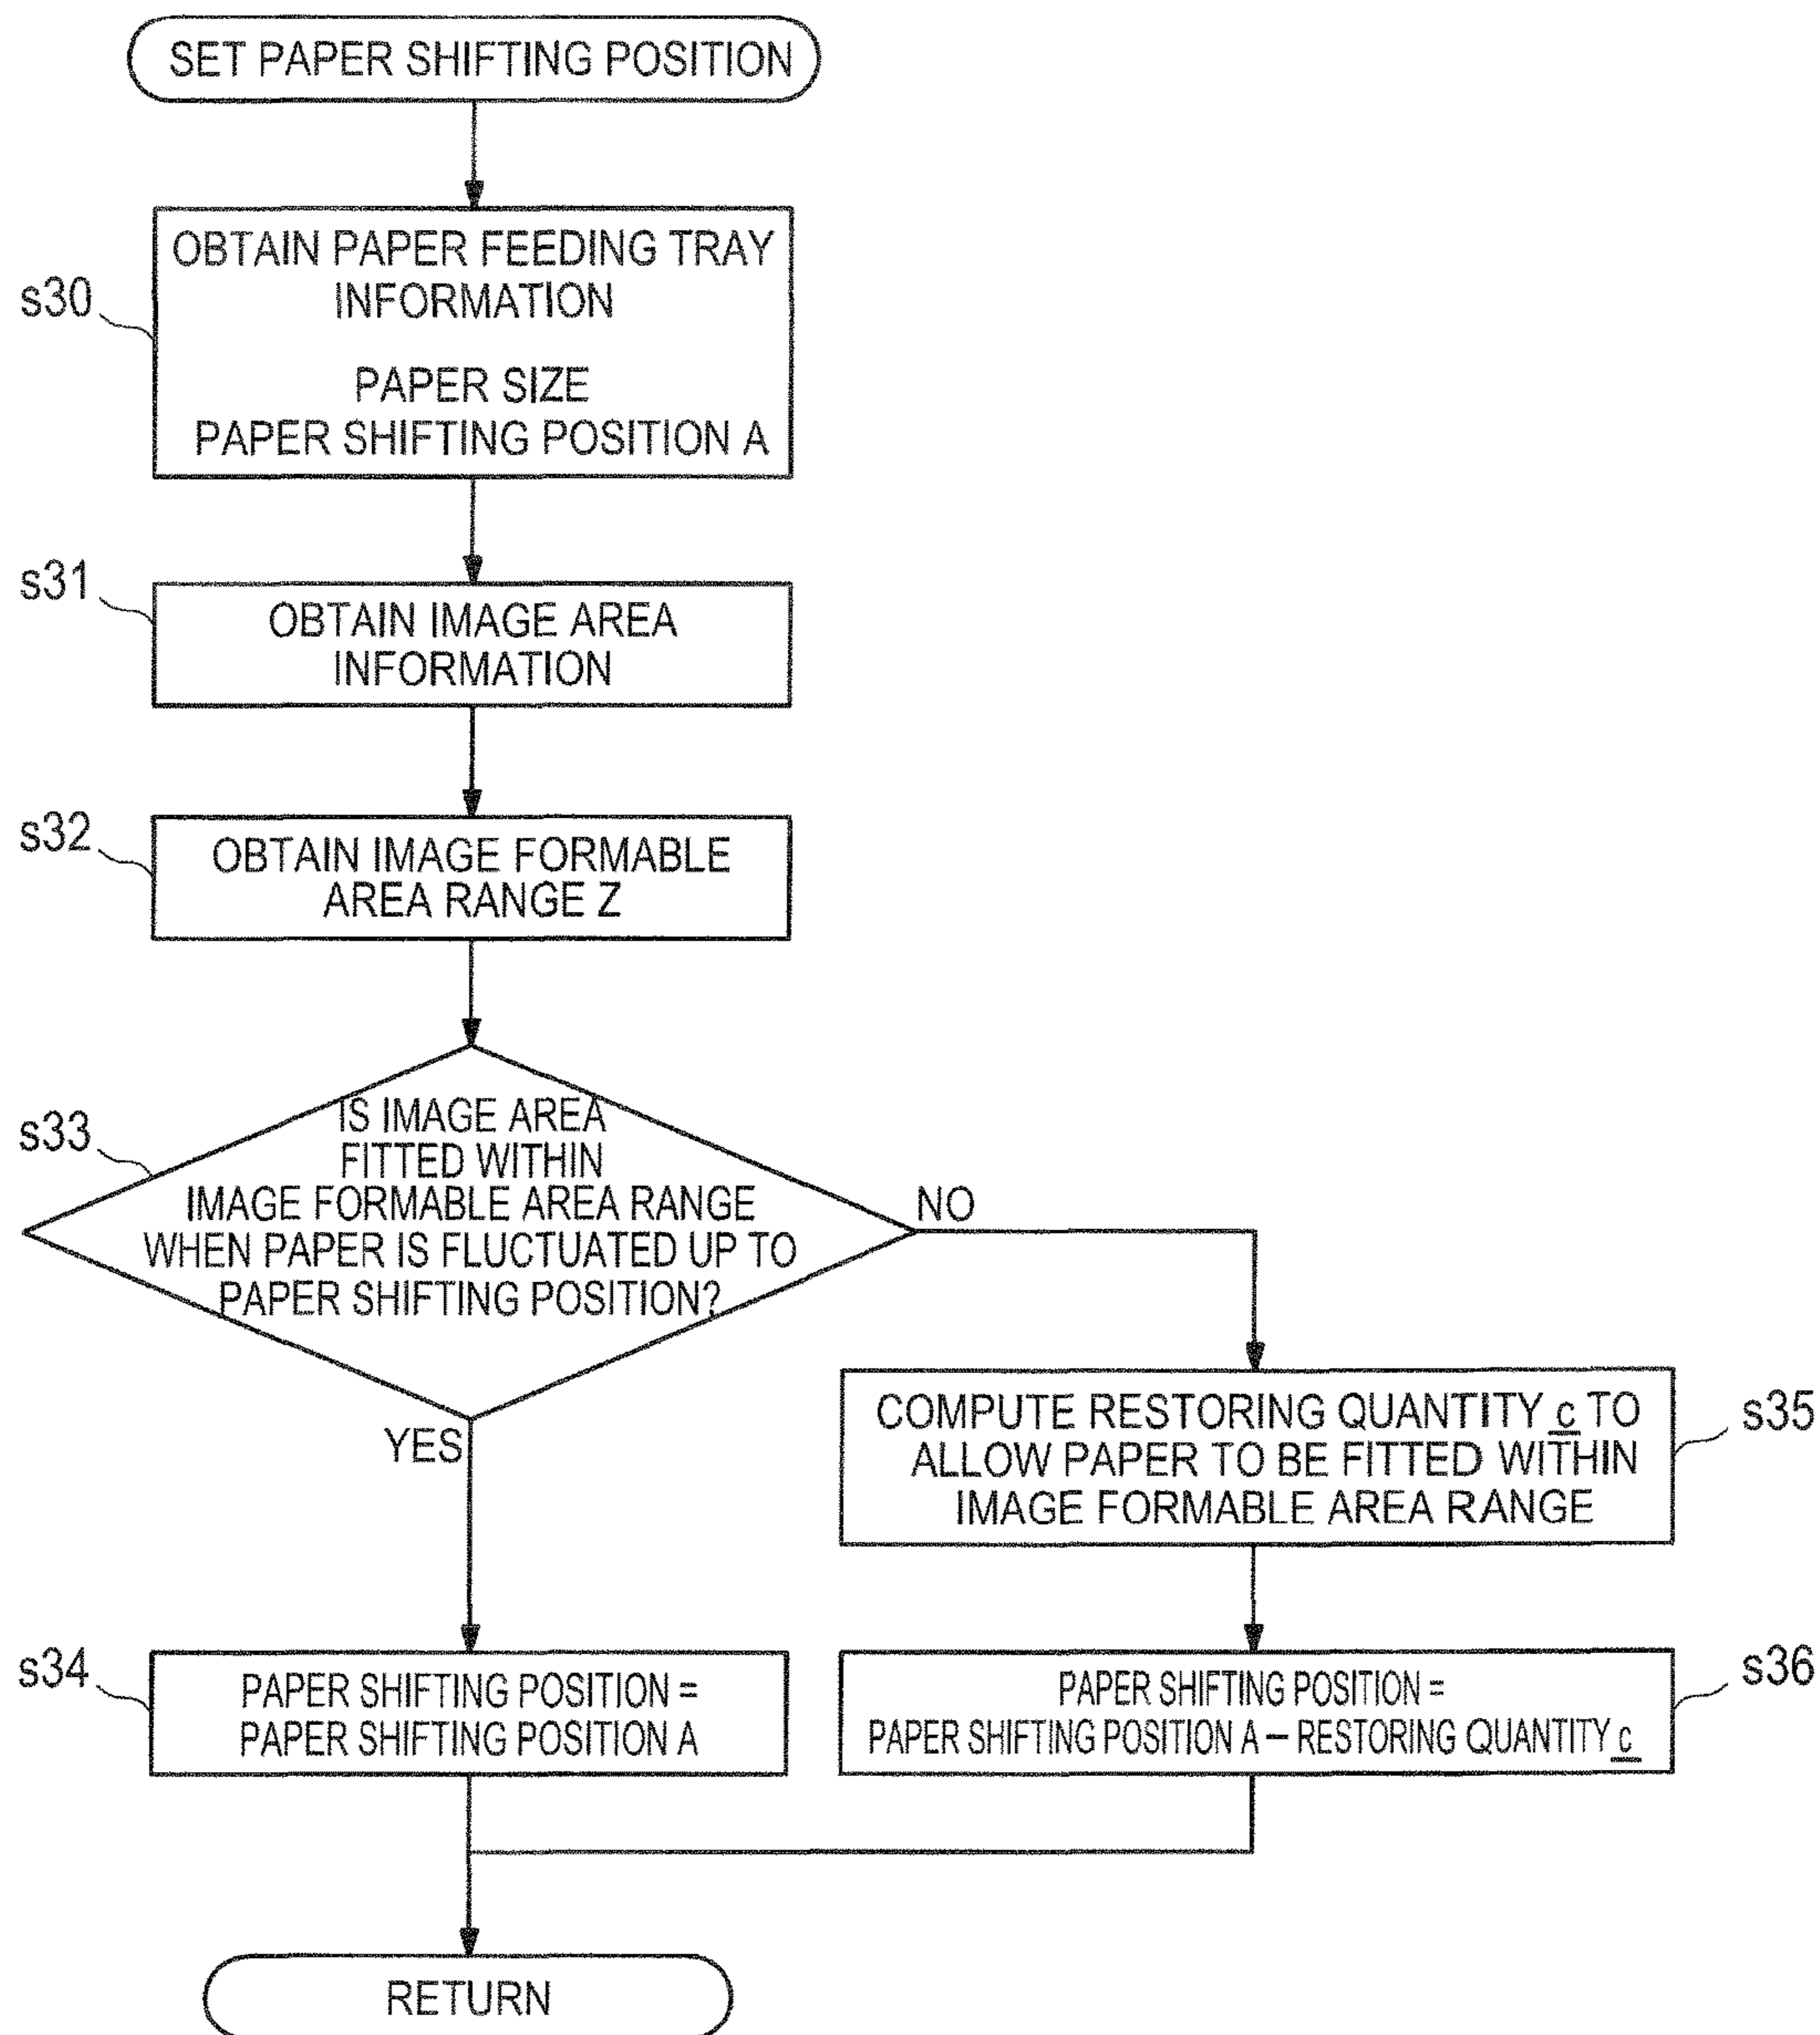 SET PAPER SHIFTING POSITION
s30
OBTAIN PAPER FEEDING TRAY
INFORMATION
PAPER SIZE
PAPER SHIFTING POSITION A
s31
OBTAIN IMAGE AREA
INFORMATION
s32
OBTAIN IMAGE FORMABLE
AREA RANGE Z
s33
IS IMAGE AREA
FITTED WITHIN
IMAGE FORMABLE AREA RANGE
WHEN PAPER IS FLUCTUATED UP TO
PAPER SHIFTING POSITION?
NO
YES
COMPUTE RESTORING QUANTITY c TO
ALLOW PAPER TO BE FITTED WITHIN
IMAGE FORMABLE AREA RANGE
s35
s34
PAPER SHIFTING POSITION =
PAPER SHIFTING POSITION A
PAPER SHIFTING POSITION =
PAPER SHIFTING POSITION A – RESTORING QUANTITY c
s36
RETURN